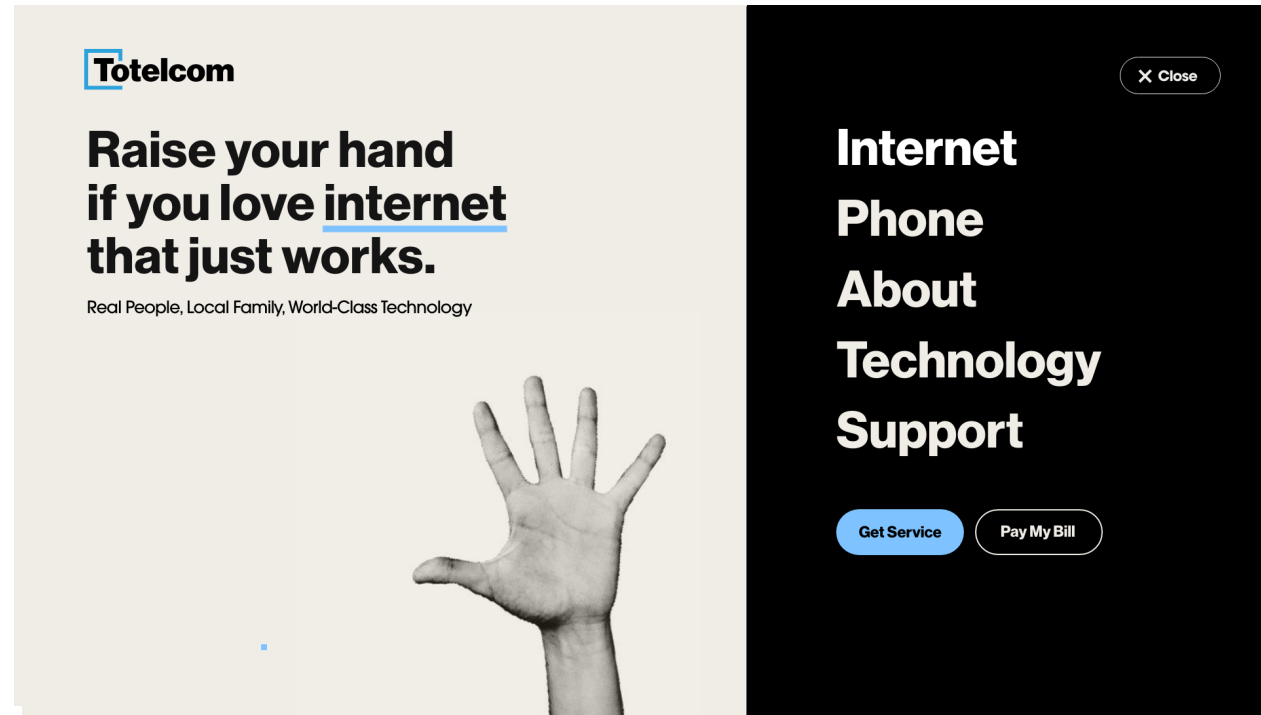 Totelcom
Raise your hand
if you love internet
that just works.
Real People, Local Family, World-Class Technology
Close
Internet
Phone
About
Technology
Support
Get Service
Pay My Bill